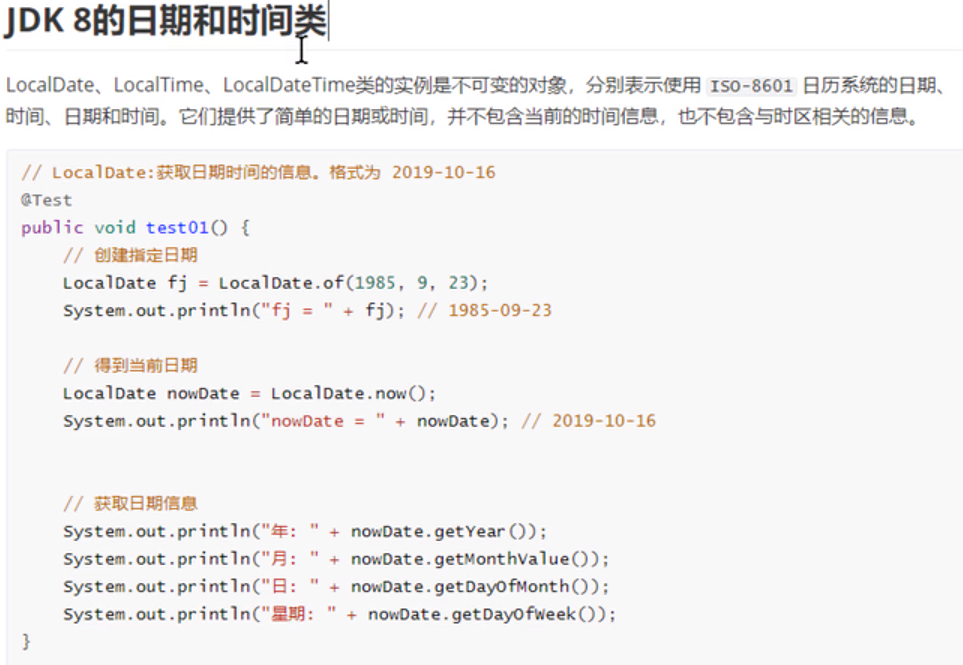 JDK 8的日期和时间类
LocalDate、LocalTime、LocalDateTime类的实例是不可变的对象，分别表示使用 ISO-8601 日历系统的日期、
时间、日期和时间。它们提供了简单的日期或时间，并不包含当前的时间信息，也不包含与时区相关的信息。
// LocalDate:获取日期时间的信息。格式为 2019-10-16
@Test
public void test01() {
    // 创建指定日期
    LocalDate fj = LocalDate.of(1985, 9, 23);
    System.out.println("fj = " + fj); // 1985-09-23
    // 得到当前日期
    LocalDate nowDate = LocalDate.now();
    System.out.println("nowDate = " + nowDate); // 2019-10-16
    // 获取日期信息
    System.out.println("年: " + nowDate.getYear());
    System.out.println("月: " + nowDate.getMonthValue());
    System.out.println("日: " + nowDate.getDayOfMonth());
    System.out.println("星期: " + nowDate.getDayOfWeek());
}